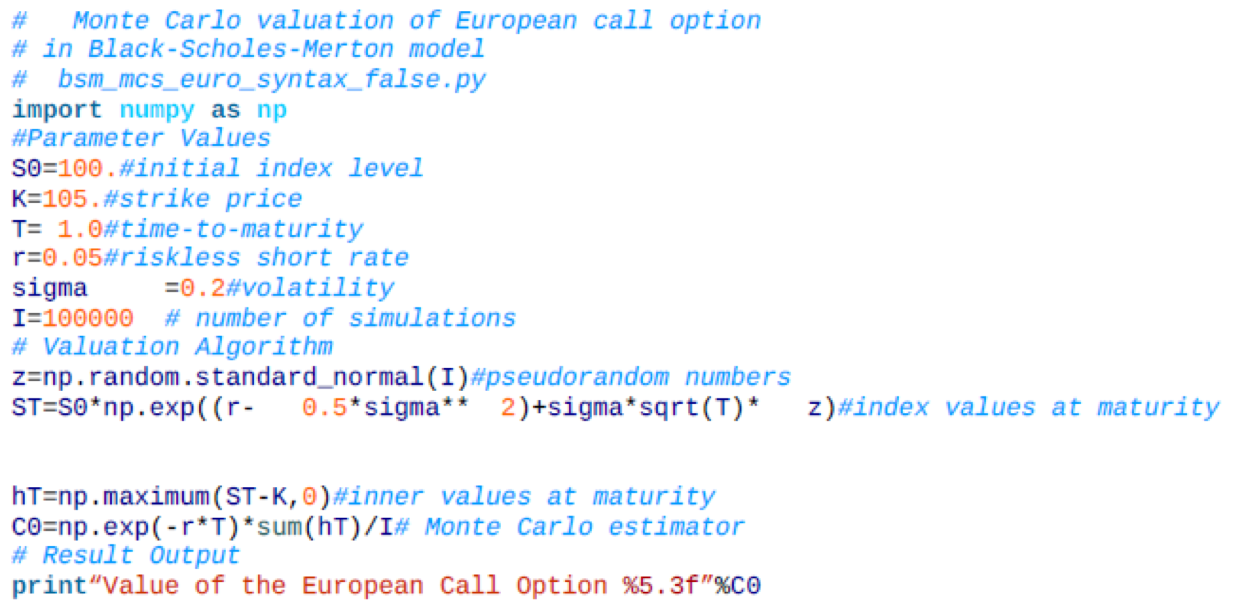 #   Monte Carlo valuation of European call option
# in Black-Scholes-Merton model
#  bsm_mcs_euro_syntax_false.py
import numpy as np
#Parameter Values
S0=100.#initial index level
K=105.#strike price
T= 1.0#time-to-maturity
r=0.05#riskless short rate
sigma     =0.2#volatility
I=100000  # number of simulations
# Valuation Algorithm
z=np.random.standard_normal(I)#pseudorandom numbers
ST=S0*np.exp((r-   0.5*sigma**  2)+sigma*sqrt(T)*   z)#index values at maturity
hT=np.maximum(ST-K,0)#inner values at maturity
C0=np.exp(-r*T)*sum(hT)/I# Monte Carlo estimator
# Result Output
print“Value of the European Call Option %5.3f”%C0